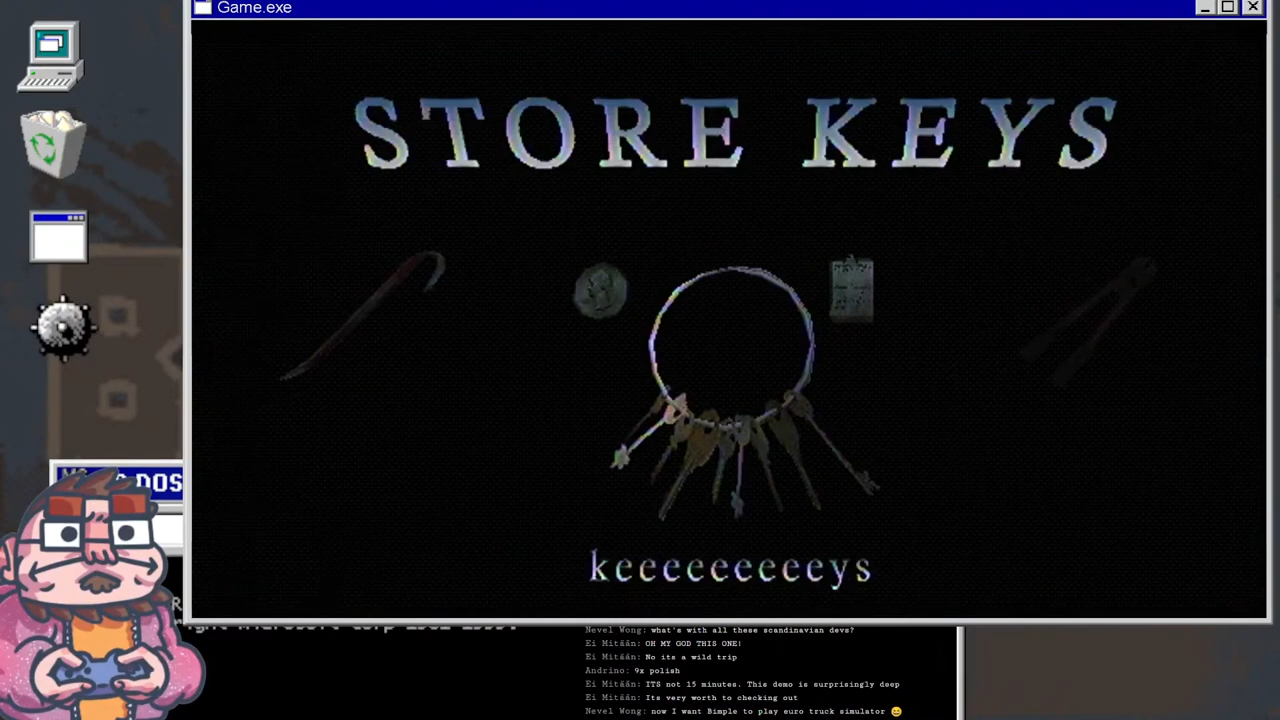 Game.exe
STORE KEYS
keeeeeeeeeys
DOS
Nevel Wong: what's with all these scandinavian devs?
Ei Mitään: OH MY GOD THIS ONE!
Ei Mitään: No its a wild trip
Andrino: 9x polish
Ei Mitään: ITS not 15 minutes. This demo is surprisingly deep
Ei Mitään: Its very worth to checking out
Nevel Wong: now I want Bimple to play euro truck simulator 😄